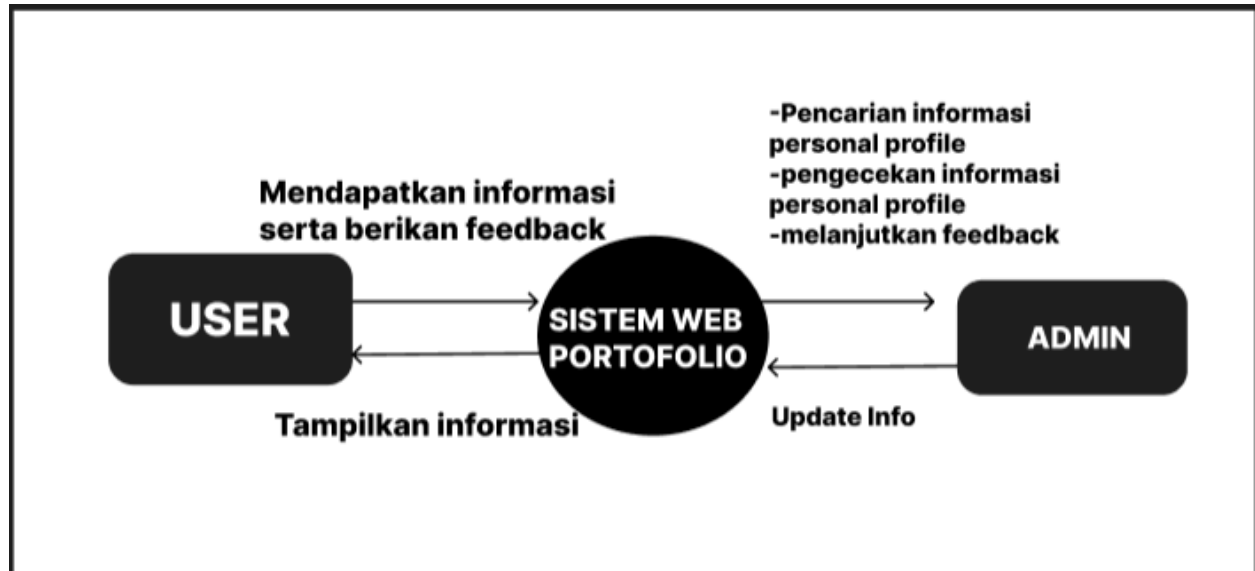 -Pencarian informasi
personal profile
-pengecekan informasi
personal profile
-melanjutkan feedback
Mendapatkan informasi
serta berikan feedback
USER
SISTEM WEB
PORTOFOLIO
ADMIN
Tampilkan informasi
Update Info